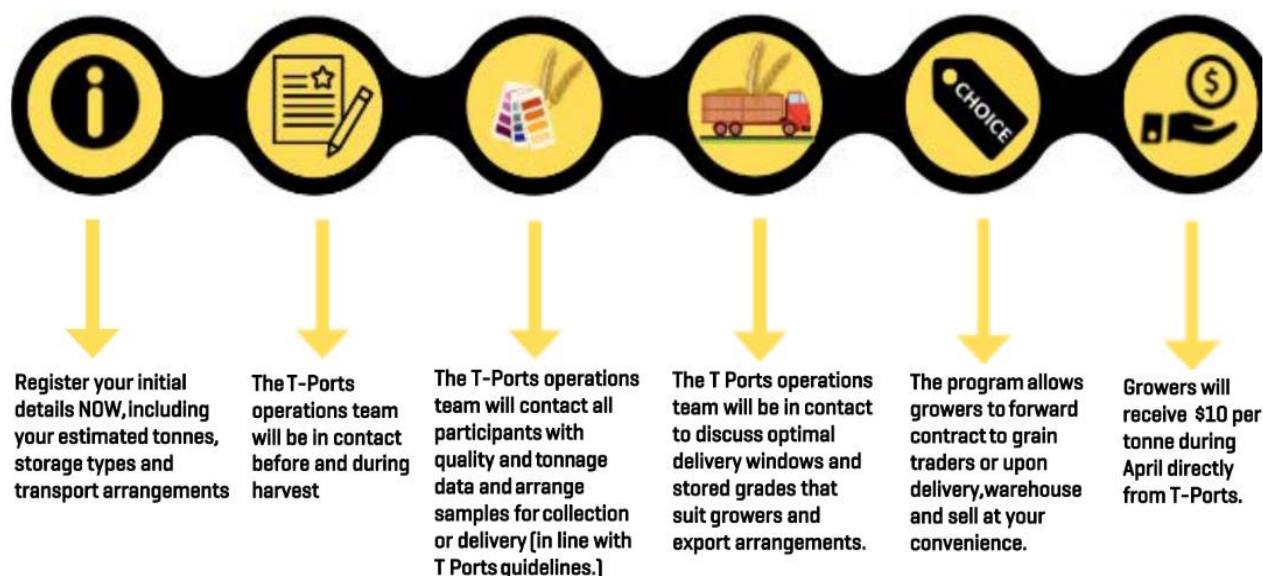 CHOICE
$
Register your initial
details NOW, including
your estimated tonnes,
storage types and
transport arrangements
The T-Ports
operations team
will be in contact
before and during
harvest
The T-Ports operations
team will contact all
participants with
quality and tonnage
data and arrange
samples for collection
or delivery (in line with
T Ports guidelines.)
The T Ports operations
team will be in contact
to discuss optimal
delivery windows and
stored grades that
suit growers and
export arrangements.
The program allows
growers to forward
contract to grain
traders or upon
delivery, warehouse
and sell at your
convenience.
Growers will
receive $10 per
tonne during
April directly
from T-Ports.